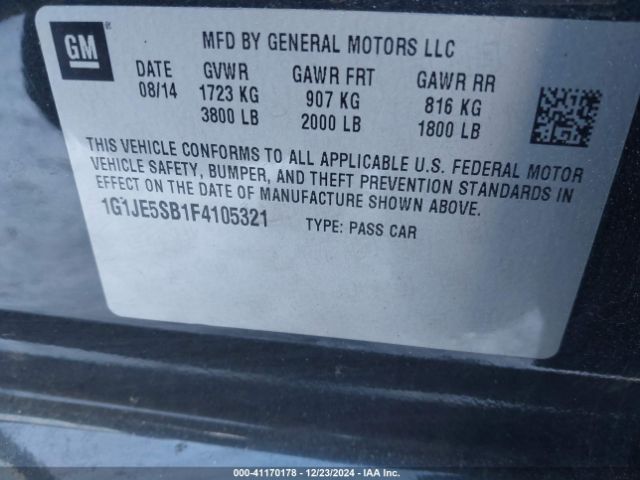 GM
MFD BY GENERAL MOTORS LLC
DATE GVWR GAWR FRT GAWR RR
08/14 1723 KG 907 KG 816 KG
3800 LB 2000 LB 1800 LB
THIS VEHICLE CONFORMS TO ALL APPLICABLE U.S. FEDERAL MOTOR
VEHICLE SAFETY, BUMPER, AND THEFT PREVENTION STANDARDS IN
EFFECT ON THE DATE OF MANUFACTURE SHOWN ABOVE.
1G1JE5SB1F4105321 TYPE: PASS CAR
000-41170178 - 12/23/2024 - IAA Inc.